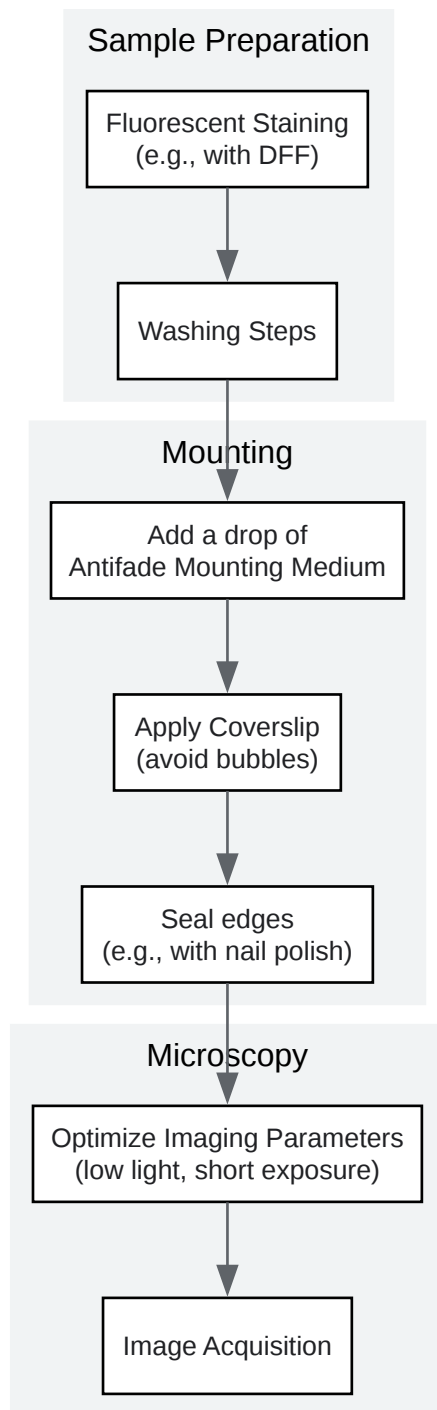 Sample Preparation
Fluorescent Staining
(e.g., with DFF)
Washing Steps
Mounting
Add a drop of
Antifade Mounting Medium
Apply Coverslip
(avoid bubbles)
Seal edges
(e.g., with nail polish)
Microscopy
Optimize Imaging Parameters
(low light, short exposure)
Image Acquisition